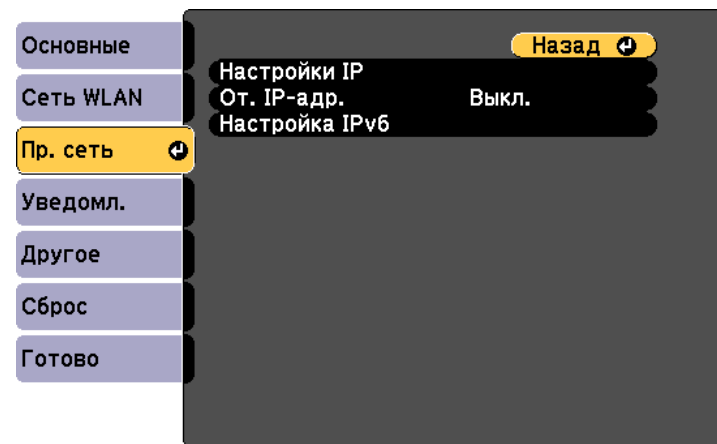 Основные
Сеть WLAN
Пр. сеть
Уведомл.
Другое
Сброс
Готово
Назад
Настройки IP
От. IP-адр. Выкл.
Настройка IPv6